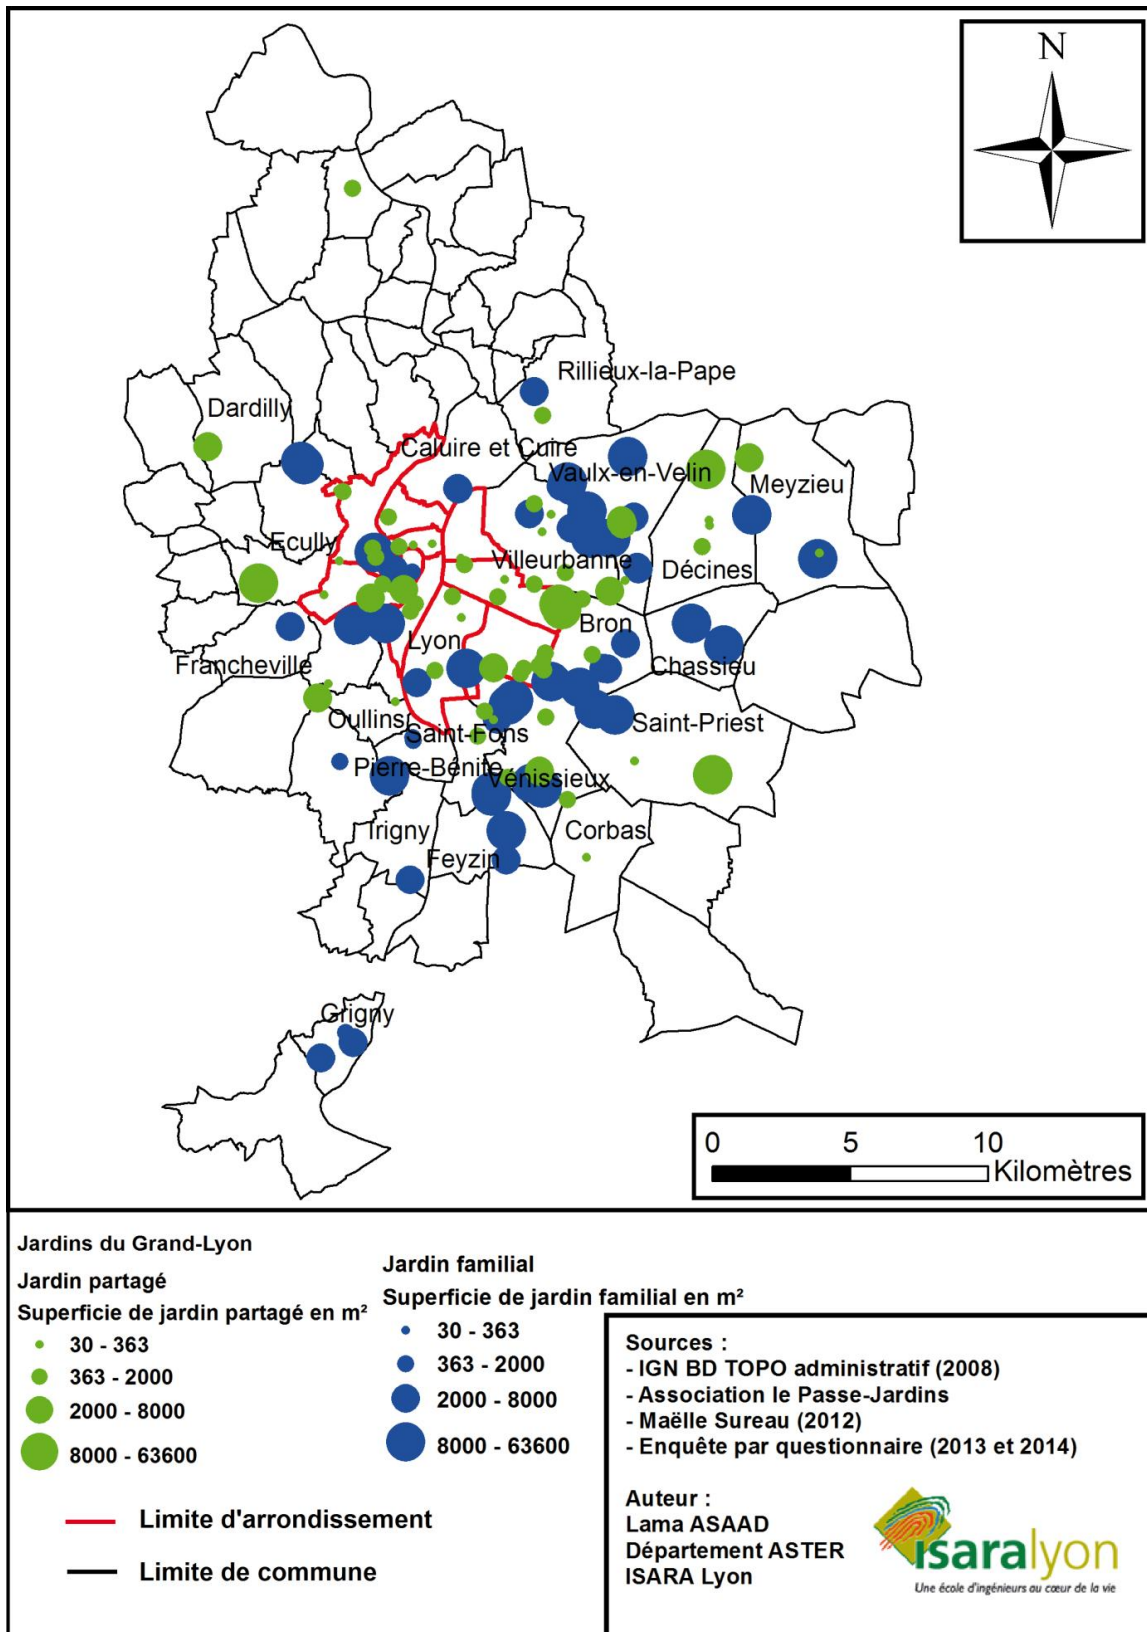 N
Rillieux-la-Pape
Dardilly
Caluire et Cuire
Vaulx-en-Velin
Meyzieu
Ecully
Villeurbanne
Décines
Bron
Lyon
Francheville
Chassieu
Oullins
Saint-Fons
Saint-Priest
Pierre-Bénite
Vénissieux
Irigny
Feyzin
Corbas
Grigny
0 5 10
Kilomètres
Jardins du Grand-Lyon
Jardin partagé
Superficie de jardin partagé en m²
30 - 363
363 - 2000
2000 - 8000
8000 - 63600
Jardin familial
Superficie de jardin familial en m²
30 - 363
363 - 2000
2000 - 8000
8000 - 63600
Limite d'arrondissement
Limite de commune
Sources :
- IGN BD TOPO administratif (2008)
- Association le Passe-Jardins
- Maëlle Sureau (2012)
- Enquête par questionnaire (2013 et 2014)
Auteur :
Lama ASAAD
Département ASTER
ISARA Lyon
isaralyon
Une école d'ingénieurs au cœur de la vie